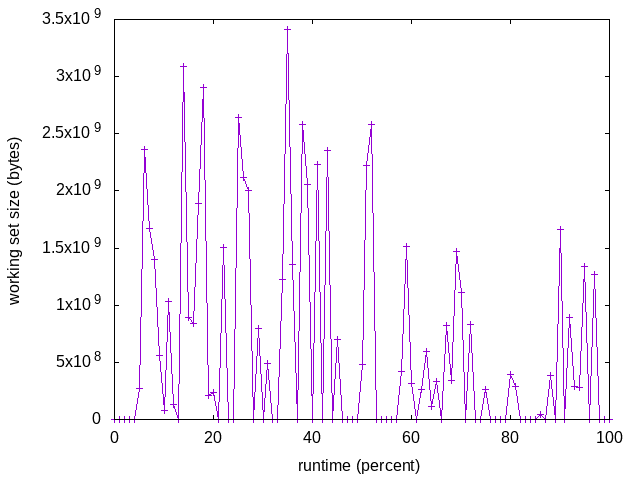 3.5x10^9
3x10^9
2.5x10^9
2x10^9
1.5x10^9
1x10^9
5x10^8
0
0 20 40 60 80 100
working set size (bytes)
runtime (percent)